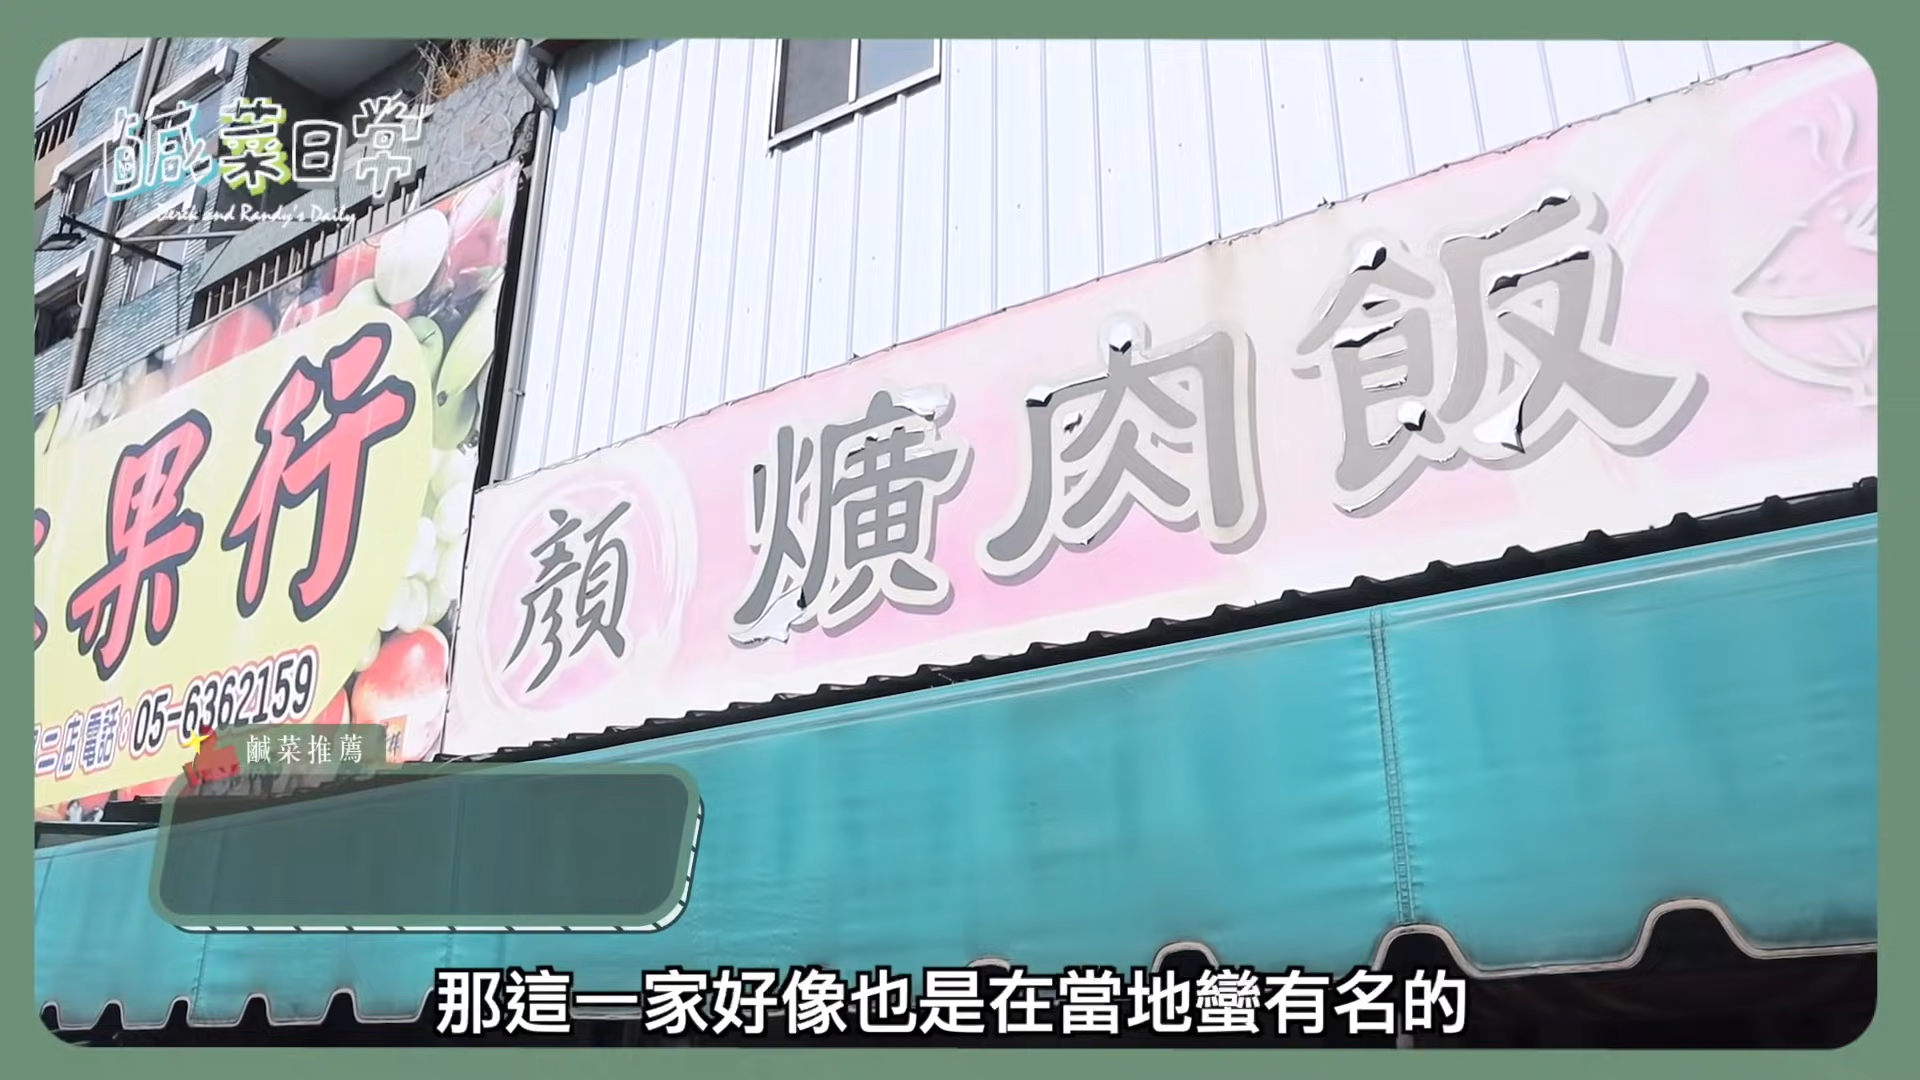 鹹菜日常
Derek and Randy's Daily
果行
二店 電話:05-6362159
顏 爌肉飯
鹹菜推薦
那這一家好像也是在當地蠻有名的